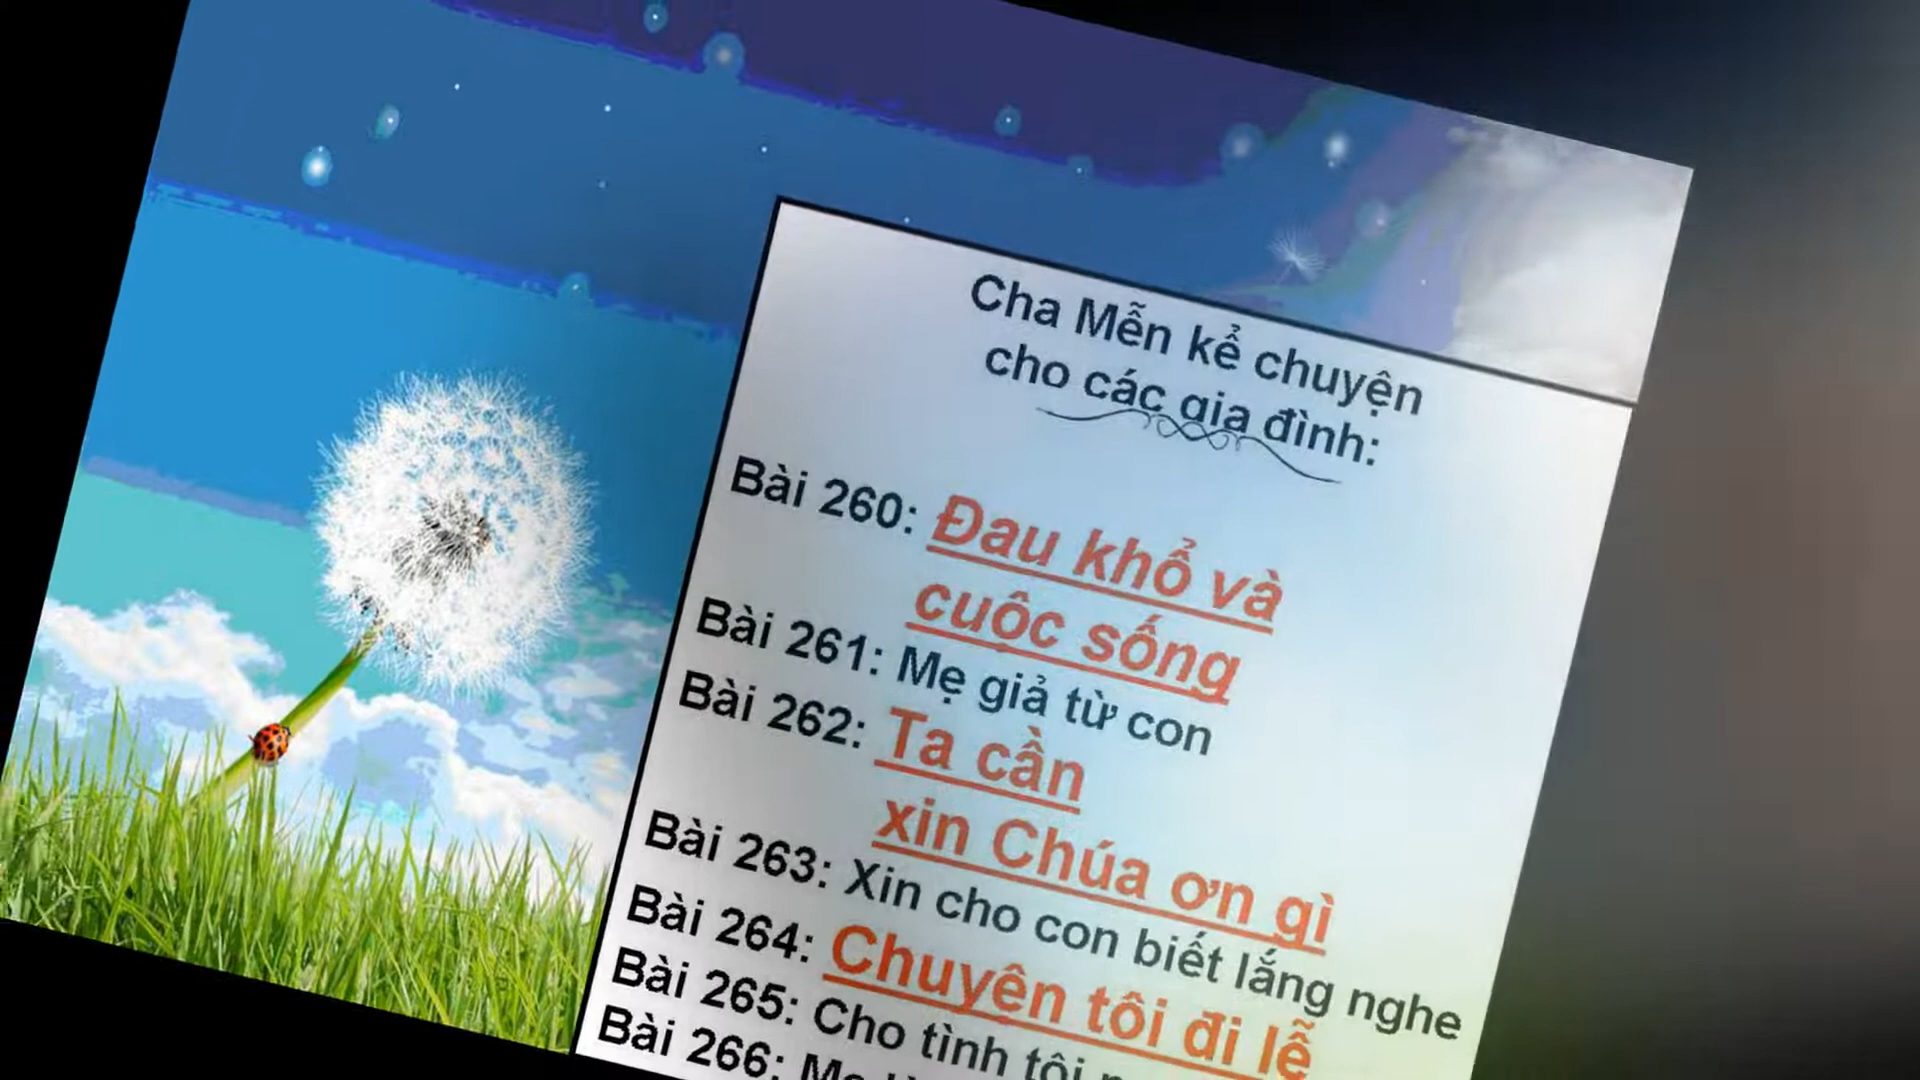 Cha Mễn kể chuyện
cho các gia đình:
Bài 260: Đau khổ và
cuộc sống
Bài 261: Mẹ giả từ con
Bài 262: Ta cần
xin Chúa ơn gì
Bài 263: Xin cho con biết lắng nghe
Bài 264: Chuyện tôi đi lễ
Bài 265: Cho tình tôi
Bài 266: